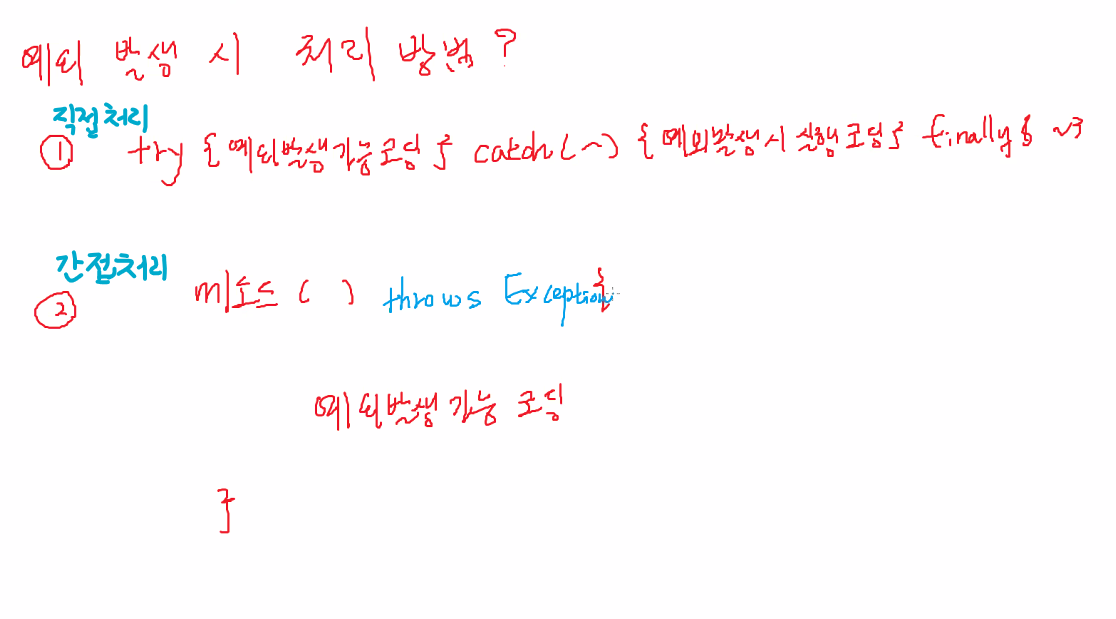 예외 발생 시 처리 방법?
직접처리
① try { 예외발생가능코딩 } catch(~) { 예외발생시 실행코딩 } finally { ~}
간접처리
② 메소드 ( ) throws Exception{
예외발생가능 코딩
}